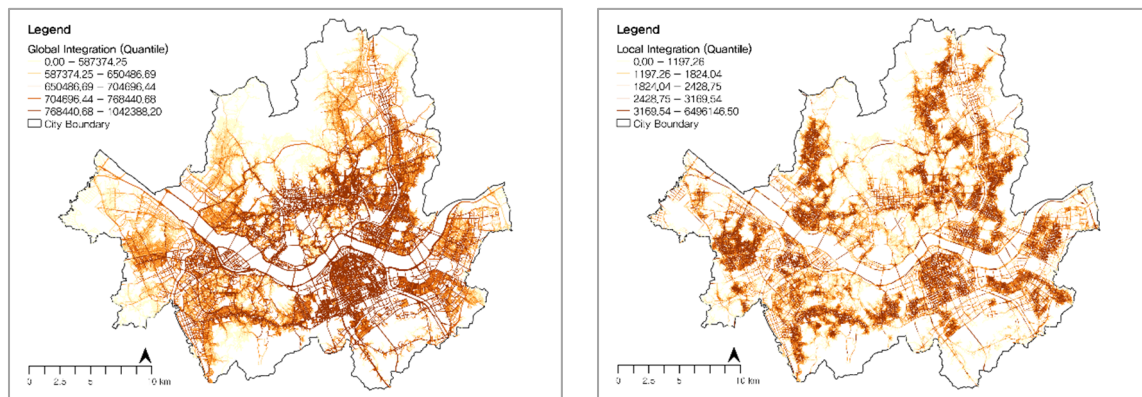 Legend
Global Integration (Quantile)
0,00 – 587374,25
587374,25 – 650486,69
650486,69 – 704696,44
704696,44 – 768440,68
768440,68 – 1042388,20
City Boundary
0 2.5 5 10 km
Legend
Local Integration (Quantile)
0,00 – 1197,26
1197,26 – 1824,04
1824,04 – 2428,75
2428,75 – 3169,54
3169,54 – 6496146,50
City Boundary
0 2.5 5 10 km